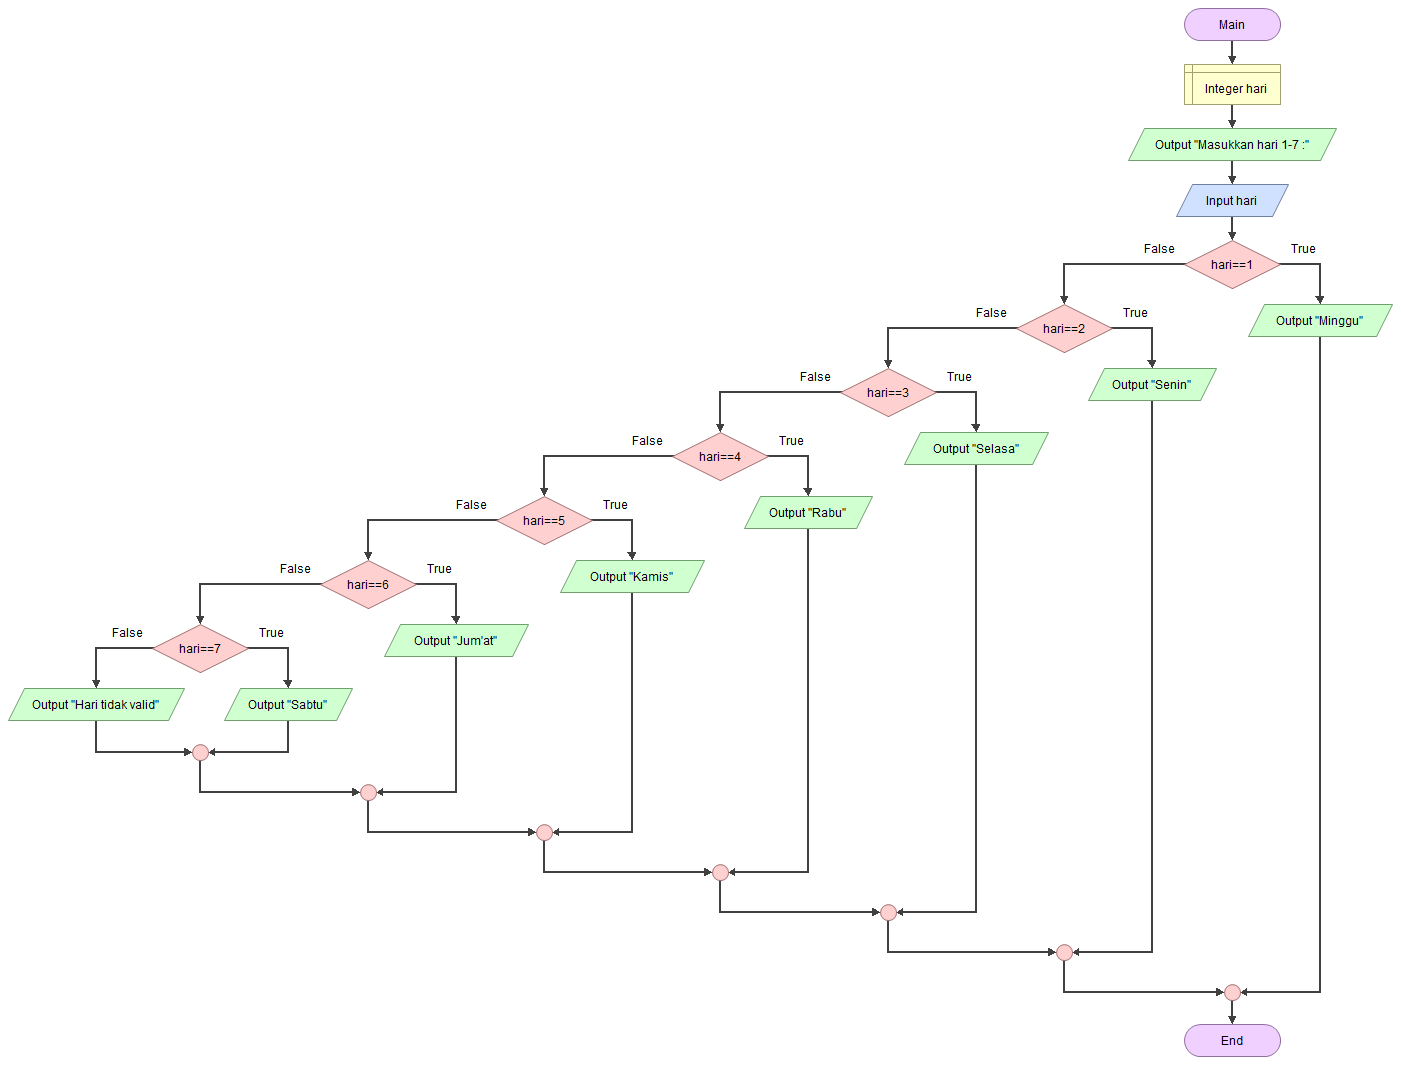 Main
Integer hari
Output "Masukkan hari 1-7 :"
Input hari
False
True
hari==1
False
True
Output "Minggu"
hari==2
False
True
Output "Senin"
hari==3
False
True
Output "Selasa"
hari==4
False
True
Output "Rabu"
hari==5
False
True
Output "Kamis"
hari==6
False
True
Output "Jum'at"
hari==7
Output "Hari tidak valid"
Output "Sabtu"
End